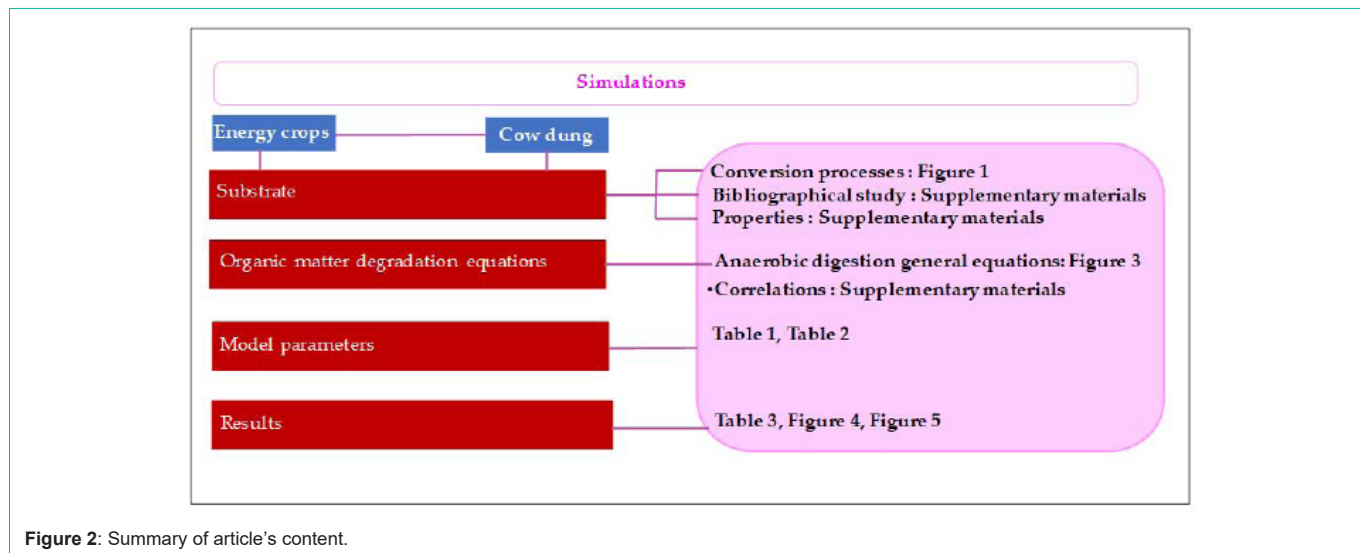 Simulations
Energy crops
Cow dung
Substrate
Conversion processes : Figure 1
Bibliographical study : Supplementary materials
Properties : Supplementary materials
Organic matter degradation equations
Anaerobic digestion general equations: Figure 3
•Correlations : Supplementary materials
Model parameters
Table 1, Table 2
Results
Table 3, Figure 4, Figure 5
Figure 2: Summary of article’s content.